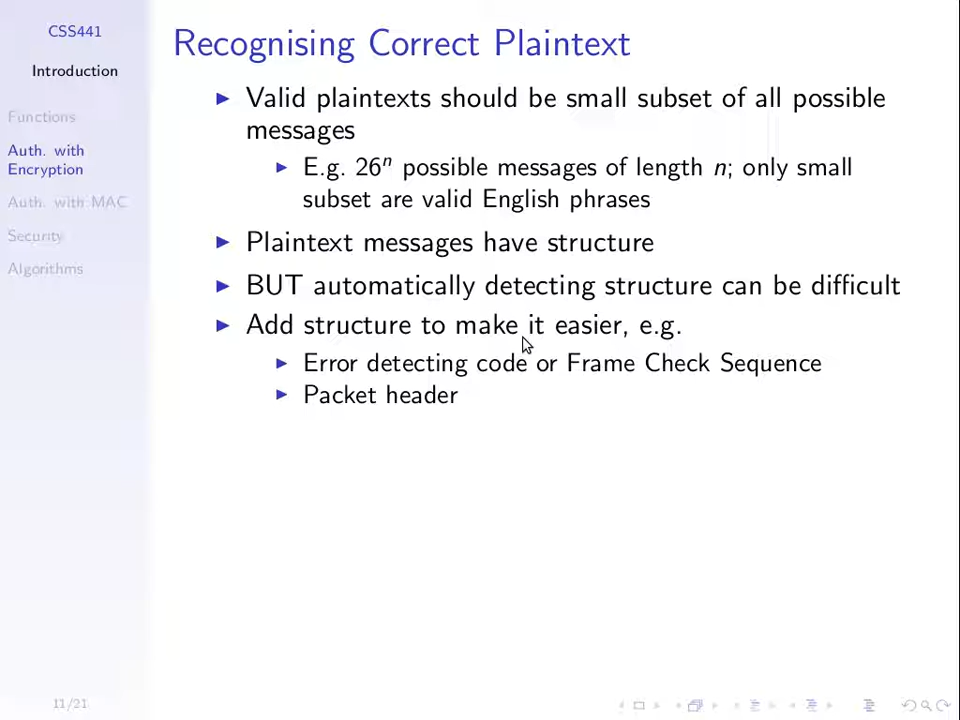 CSS441
Introduction
Functions
Auth. with
Encryption
Auth. with MAC
Security
Algorithms
11/21
Recognising Correct Plaintext
Valid plaintexts should be small subset of all possible
messages
E.g. 26ⁿ possible messages of length n; only small
subset are valid English phrases
Plaintext messages have structure
BUT automatically detecting structure can be difficult
Add structure to make it easier, e.g.
Error detecting code or Frame Check Sequence
Packet header